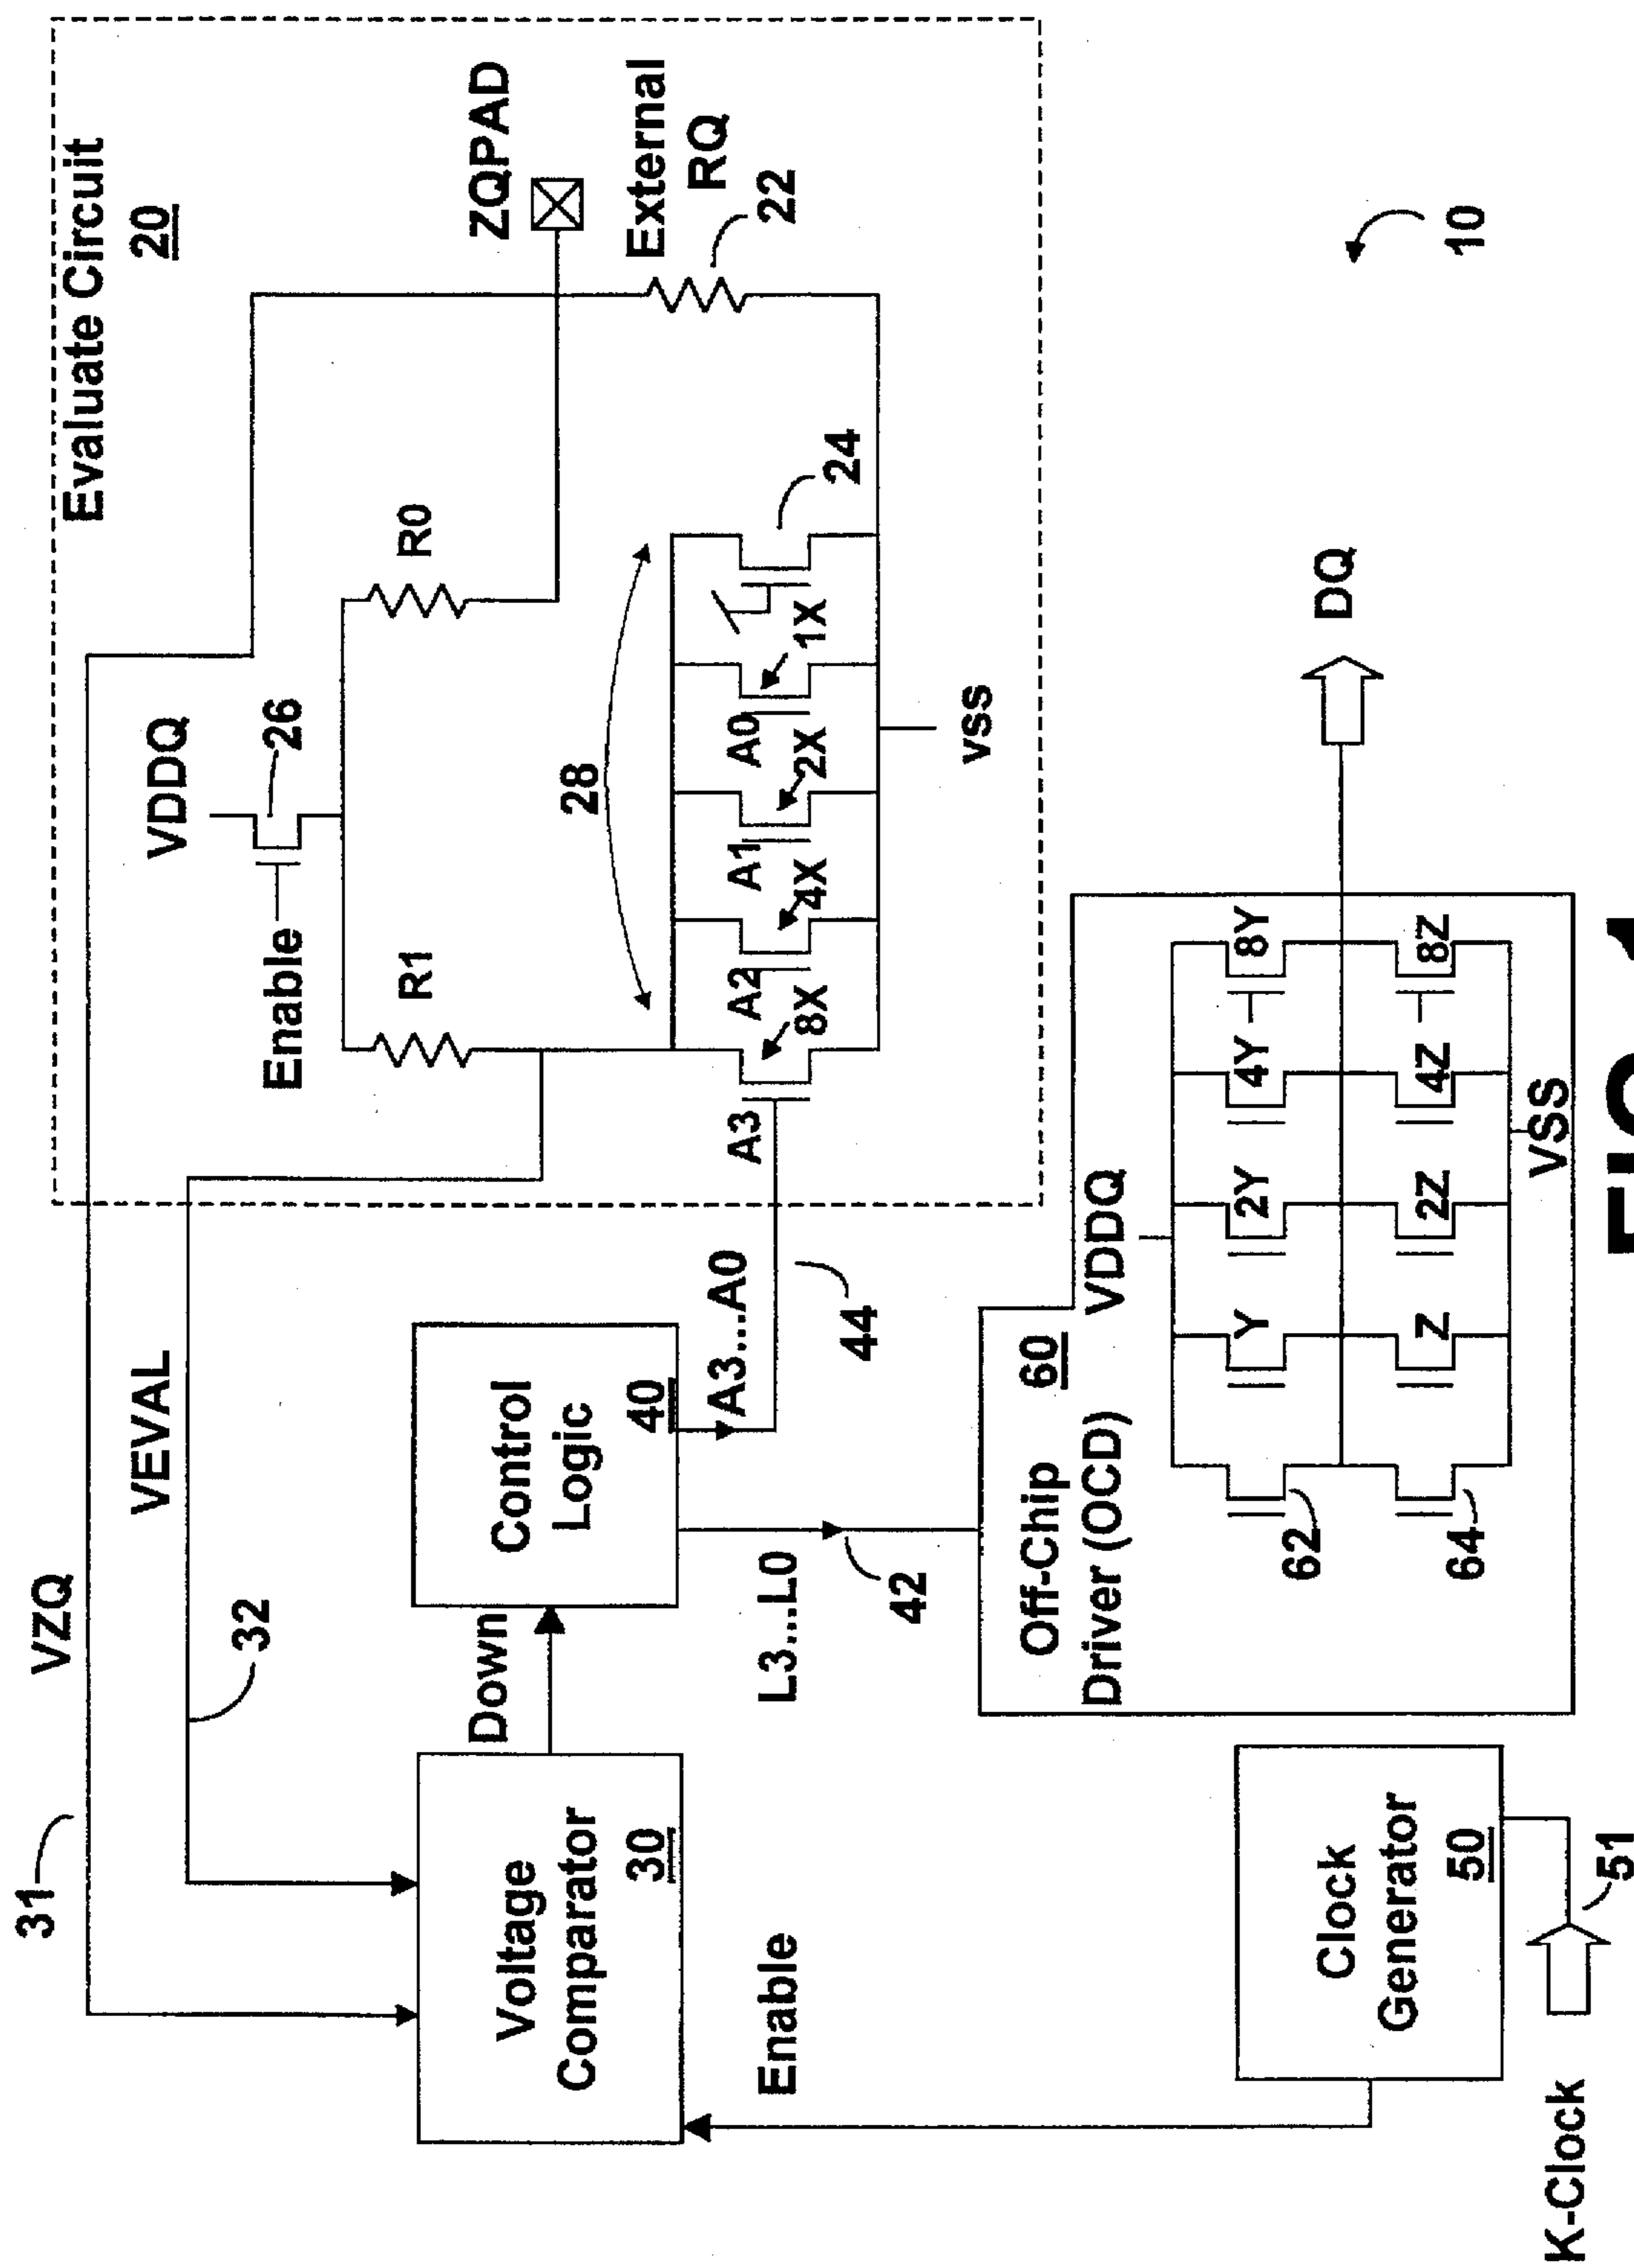 31
VZQ
VEVAL
32
Evaluate Circuit
20
VDDQ
26
Enable
R1
R0
ZQPAD
External
RQ
22
28
24
A3
A2
A1
A0
8X
4X
2X
1X
vss
Voltage
Comparator
30
Down
Control
Logic
40
A3...A0
44
L3...L0
42
Enable
Off-Chip
Driver (OCD)
60
VDDQ
Y
2Y
4Y
8Y
Z
2Z
4Z
8Z
62
64
VSS
DQ
10
Clock
Generator
50
51
K-Clock